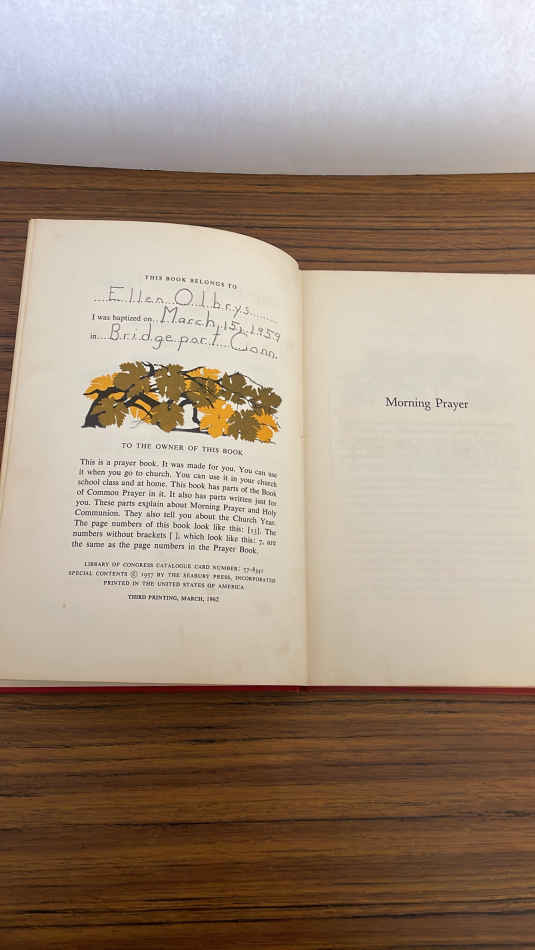 THIS BOOK BELONGS TO
...Ellen Olbrys...
I was baptized on March, 15, 1959
in...Bridgeport...Conn.
TO THE OWNER OF THIS BOOK
This is a prayer book. It was made for you. You can use
it when you go to church. You can use it in your church
school class and at home. This book has parts of the Book
of Common Prayer in it. It also has parts written just for
you. These parts explain about Morning Prayer and Holy
Communion. They also tell you about the Church Year.
The page numbers of this book look like this: [13]. The
numbers without brackets [ ], which look like this: 7, are
the same as the page numbers in the Prayer Book.
LIBRARY OF CONGRESS CATALOGUE CARD NUMBER:
SPECIAL CONTENTS © 1957 BY THE SEABURY PRESS, INCORPORATED
PRINTED IN THE UNITED STATES OF AMERICA
THIRD PRINTING, MARCH, 1962
Morning Prayer